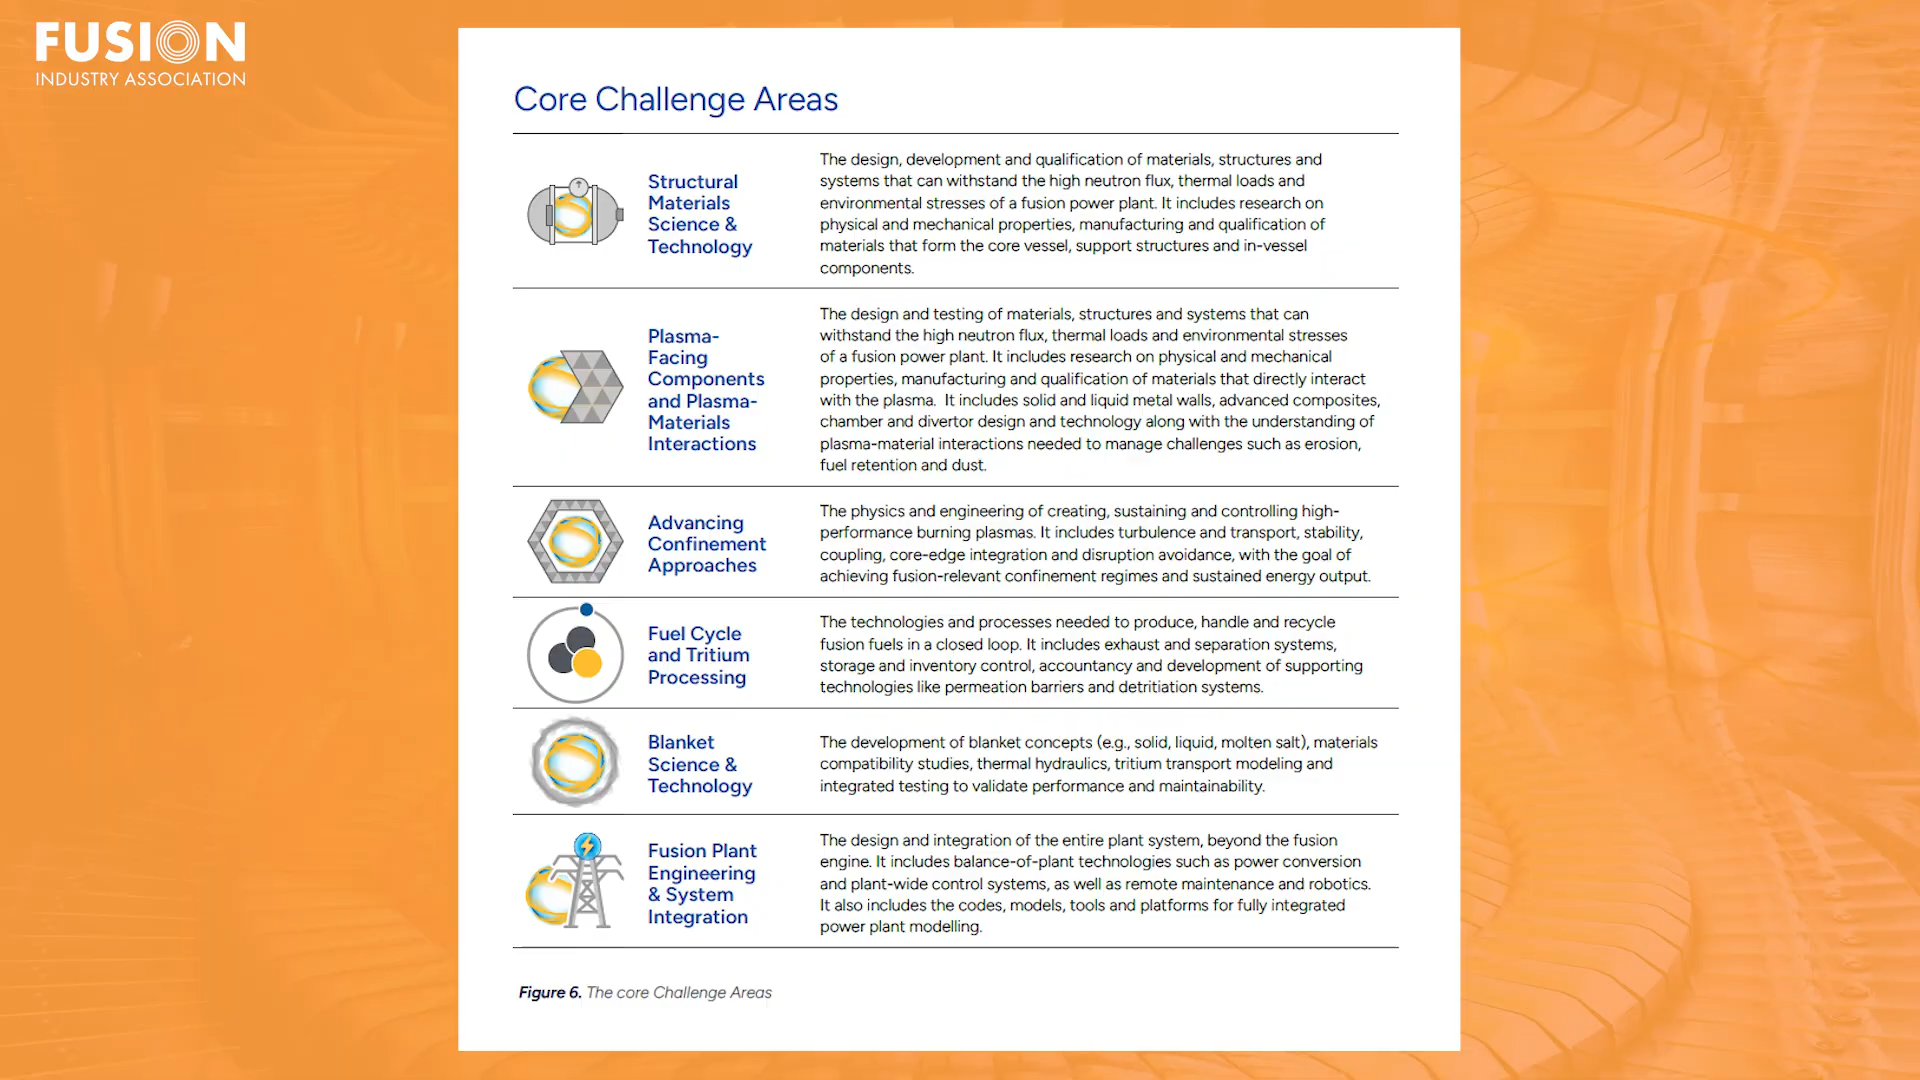 FUSION
INDUSTRY ASSOCIATION
Core Challenge Areas
Structural
Materials
Science &
Technology
The design, development and qualification of materials, structures and
systems that can withstand the high neutron flux, thermal loads and
environmental stresses of a fusion power plant. It includes research on
physical and mechanical properties, manufacturing and qualification of
materials that form the core vessel, support structures and in-vessel
components.
Plasma-
Facing
Components
and Plasma-
Materials
Interactions
The design and testing of materials, structures and systems that can
withstand the high neutron flux, thermal loads and environmental stresses
of a fusion power plant. It includes research on physical and mechanical
properties, manufacturing and qualification of materials that directly interact
with the plasma. It includes solid and liquid metal walls, advanced composites,
chamber and divertor design and technology along with the understanding of
plasma-material interactions needed to manage challenges such as erosion,
fuel retention and dust.
Advancing
Confinement
Approaches
The physics and engineering of creating, sustaining and controlling high-
performance burning plasmas. It includes turbulence and transport, stability,
coupling, core-edge integration and disruption avoidance, with the goal of
achieving fusion-relevant confinement regimes and sustained energy output.
Fuel Cycle
and Tritium
Processing
The technologies and processes needed to produce, handle and recycle
fusion fuels in a closed loop. It includes exhaust and separation systems,
storage and inventory control, accountancy and development of supporting
technologies like permeation barriers and detritiation systems.
Blanket
Science &
Technology
The development of blanket concepts (e.g., solid, liquid, molten salt), materials
compatibility studies, thermal hydraulics, tritium transport modeling and
integrated testing to validate performance and maintainability.
Fusion Plant
Engineering
& System
Integration
The design and integration of the entire plant system, beyond the fusion
engine. It includes balance-of-plant technologies such as power conversion
and plant-wide control systems, as well as remote maintenance and robotics.
It also includes the codes, models, tools and platforms for fully integrated
power plant modelling.
Figure 6. The core Challenge Areas